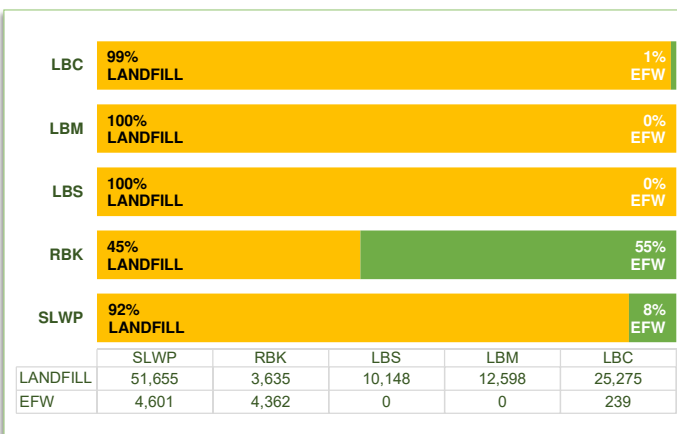 LBC 99% 1%
LANDFILL EFW
LBM 100% 0%
LANDFILL EFW
LBS 100% 0%
LANDFILL EFW
RBK 45% 55%
LANDFILL EFW
SLWP 92% 8%
LANDFILL EFW
SLWP RBK LBS LBM LBC
LANDFILL 51,655 3,635 10,148 12,598 25,275
EFW 4,601 4,362 0 0 239